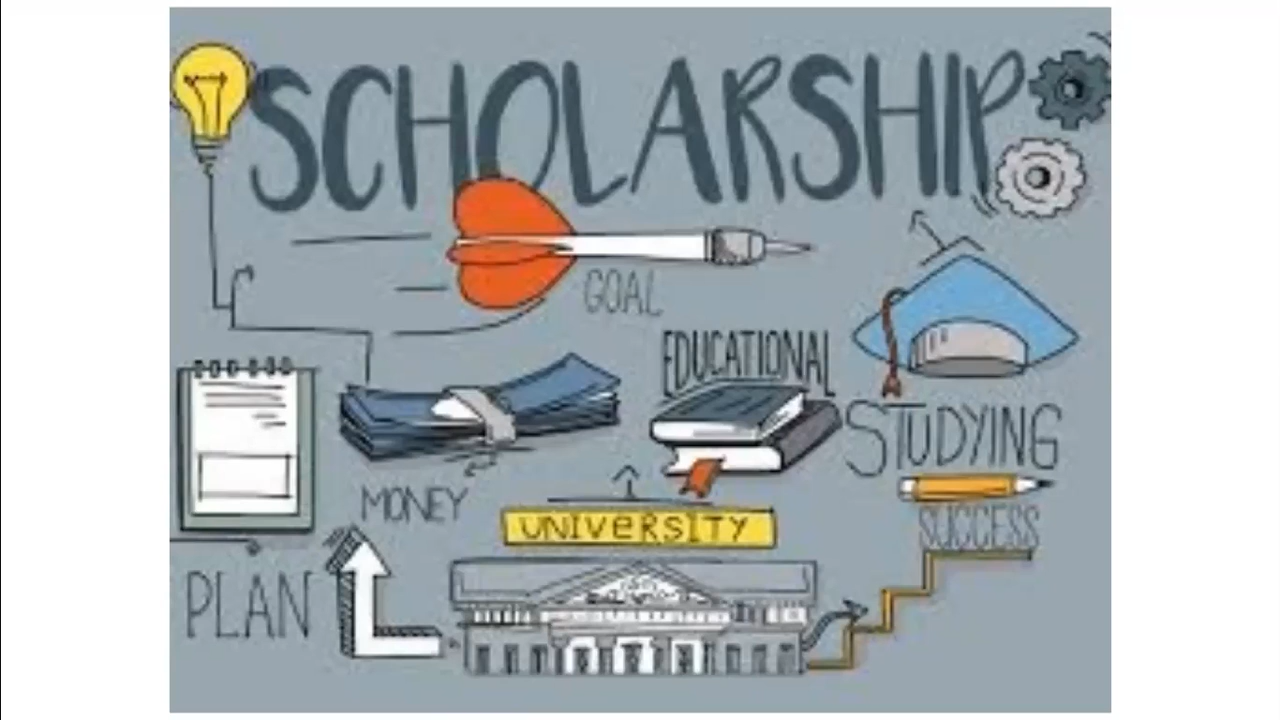 SCHOLARSHIP
GOAL
EDUCATIONAL
STUDYING
MONEY
UNIVERSITY
SUCCESS
PLAN